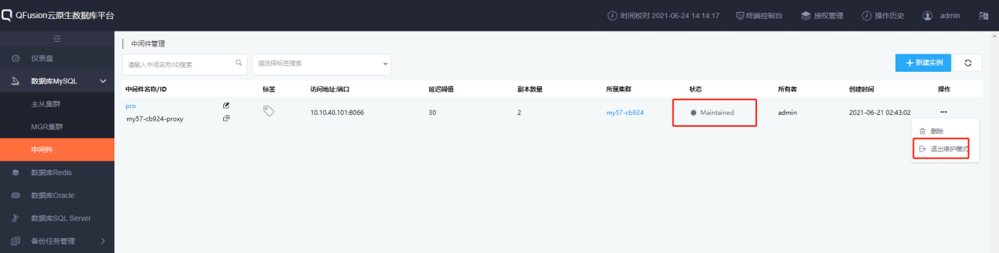 QFusion云原生数据库平台
时间校对 2021-06-24 14:14:17
终端控制台
授权管理
操作历史
admin
仪表盘
数据库MySQL
主从集群
MGR集群
中间件
数据库Redis
数据库Oracle
数据库SQL Server
备份任务管理
中间件管理
请输入中间名称/ID搜索
请选择标签搜索
新建实例
中间件名称/ID 标签 访问地址:端口 延迟阈值 副本数量 所属集群 状态 所有者 创建时间 操作
pro
my57-cb924-proxy
10.10.40.101:8066 30 2 my57-cb924 Maintained admin 2021-06-21 02:43:02
删除
退出维护模式